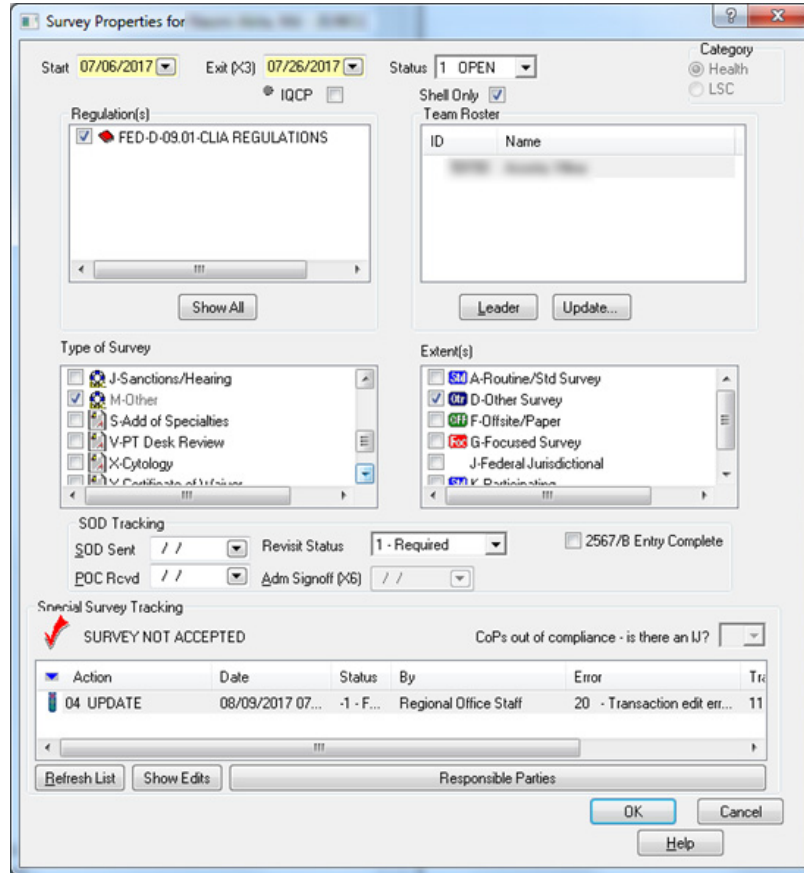 Survey Properties for
Category
Start 07/06/2017 Exit (X3) 07/26/2017 Status 1 OPEN Health
IQCP Shell Only LSC
Regulation(s) Team Roster
FED-D-09.01-CLIA REGULATIONS ID Name
Show All Leader Update...
Type of Survey Extent(s)
J-Sanctions/Hearing A-Routine/Std Survey
M-Other D-Other Survey
S-Add of Specialties F-Offsite/Paper
V-PT Desk Review G-Focused Survey
X-Cytology J-Federal Jurisdictional
Y-Certificate of Waiver K-Participating
SOD Tracking
SOD Sent / / Revisit Status 1 - Required 2567/B Entry Complete
POC Rcvd / / Adm Signoff (X6) / /
Special Survey Tracking
SURVEY NOT ACCEPTED CoPs out of compliance - is there an IJ?
Action Date Status By Error Tra
04 UPDATE 08/09/2017 07... -1 - F... Regional Office Staff 20 - Transaction edit err... 11
Refresh List Show Edits Responsible Parties
OK Cancel
Help